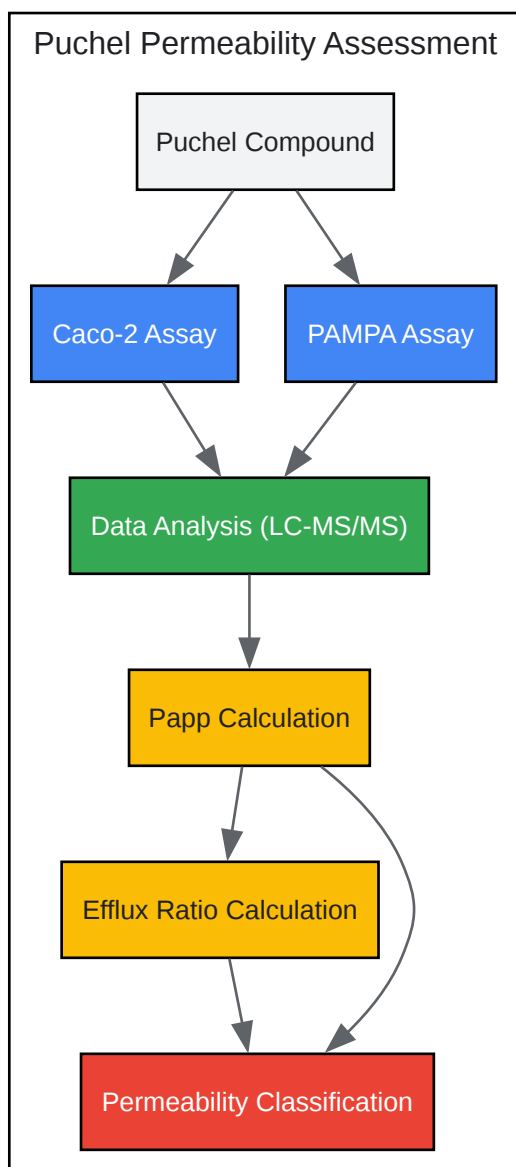 Puchel Permeability Assessment
Puchel Compound
Caco-2 Assay
PAMPA Assay
Data Analysis (LC-MS/MS)
Papp Calculation
Efflux Ratio Calculation
Permeability Classification